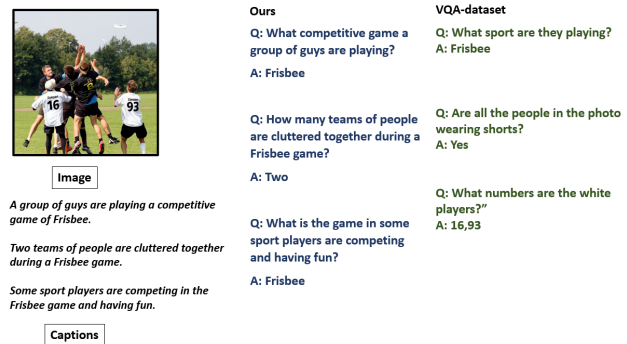 16
93
Image
A group of guys are playing a competitive
game of Frisbee.
Two teams of people are cluttered together
during a Frisbee game.
Some sport players are competing in the
Frisbee game and having fun.
Captions
Ours
Q: What competitive game a
group of guys are playing?
A: Frisbee
Q: How many teams of people
are cluttered together during a
Frisbee game?
A: Two
Q: What is the game in some
sport players are competing
and having fun?
A: Frisbee
VQA-dataset
Q: What sport are they playing?
A: Frisbee
Q: Are all the people in the photo
wearing shorts?
A: Yes
Q: What numbers are the white
players?”
A: 16,93